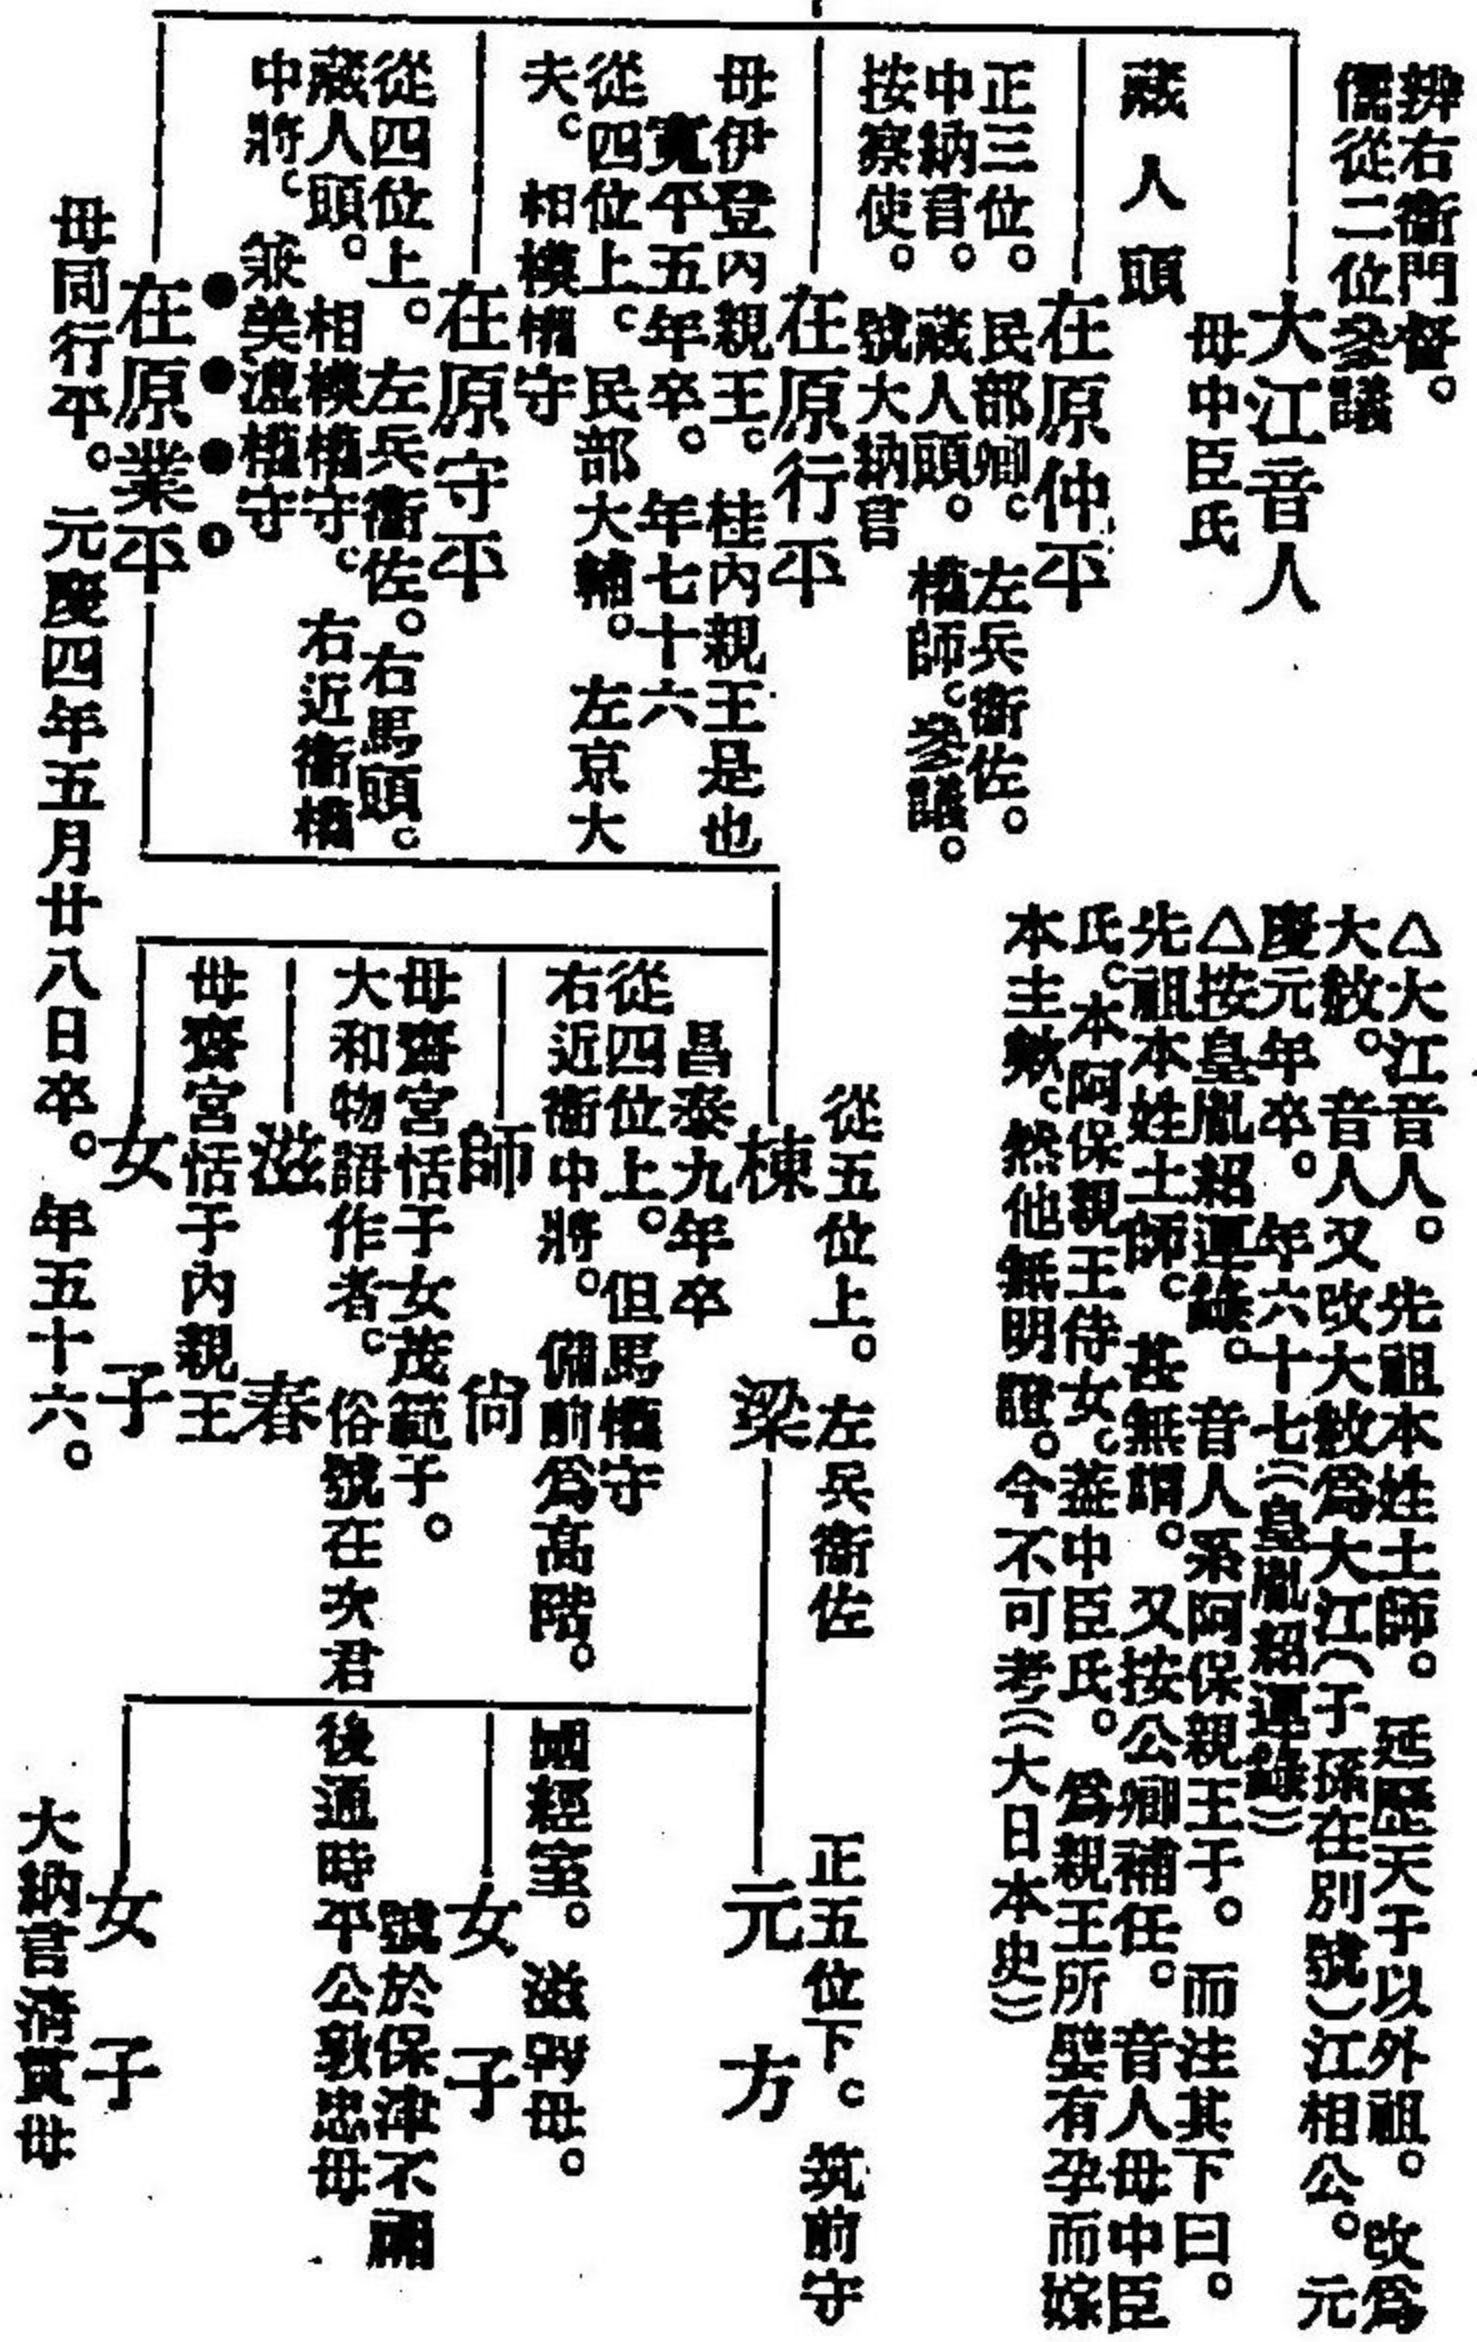 辨右衞門督。
儒從二位參議
大江音人
母中臣氏
藏人頭
在原仲平
正三位。民部卿。左兵衞佐。
中納言。藏人頭。權師。參議。
按察使。號大納言
在原行平
母伊登內親王。桂內親王是也
寬平五年卒。年七十六
從四位上。民部大輔。左京大
夫。相模權守
在原守平
從四位上。左兵衞佐。右馬頭。
藏人頭。相模權守。右近衞權
中將。兼美濃權守
在原業平
母同行平。元慶四年五月廿八日卒。年五十六。
△大江音人。先祖本姓土師。延歷天子以外祖。改爲
大敍。音人又改大敍爲大江(子孫在別號)江相公。元
慶元年卒。年六十七(皇胤紹運錄)
△按皇胤紹運錄。音人系阿保親王子。而注其下曰。
先祖本姓土師。甚無謂。又按公卿補任。音人母中臣
氏。本阿保親王侍女。蓋中臣氏。爲親王所嬖有孕而嫁
本主歟。然他無明證。今不可考(大日本史)
從五位上。左兵衞佐
棟梁
昌泰九年卒
從四位上。但馬權守
右近衞中將。備前爲高階。
師尙
母齋宮恬子女茂範子。
大和物語作者。俗號在次君
滋春
母齋宮恬子內親王
女子
正五位下。筑前守
元方
國經室。滋幹母。
女子
號於保津不禰
後通時平公敦忠母
女子
大納言清貫母